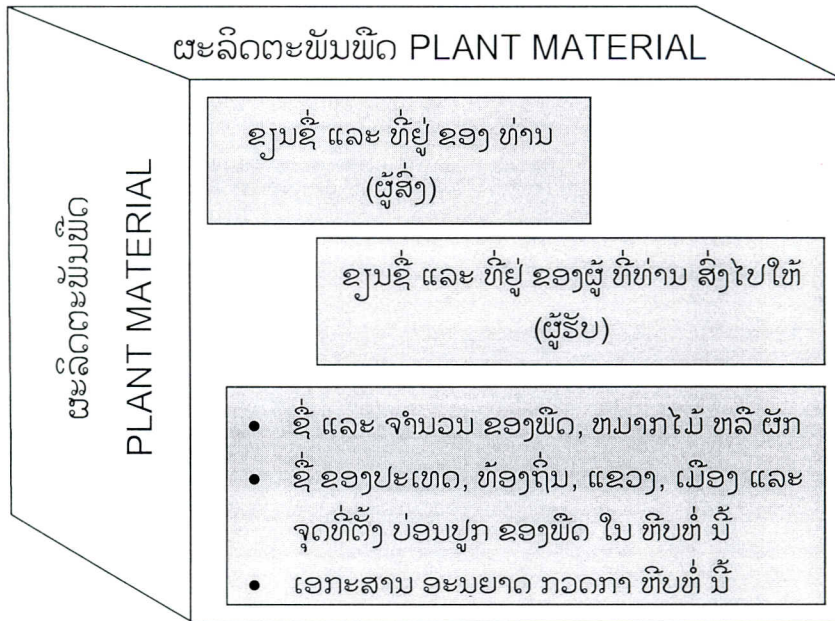 ຜະລິດຕະພັນພືດ PLANT MATERIAL
ຜະລິດຕະພັນພືດ
PLANT MATERIAL
ຂຽນຊື່ ແລະ ທີ່ຢູ່ ຂອງ ທ່ານ
(ຜູ້ສົ່ງ)
ຂຽນຊື່ ແລະ ທີ່ຢູ່ ຂອງຜູ້ ທີ່ທ່ານ ສົ່ງໄປໃຫ້
(ຜູ້ຮັບ)
• ຊື່ ແລະ ຈຳນວນ ຂອງພືດ, ຫມາກໄມ້ ຫລື ຜັກ
• ຊື່ ຂອງປະເທດ, ທ້ອງຖິ່ນ, ແຂວງ, ເມືອງ ແລະ
ຈຸດທີ່ຕັ້ງ ບ່ອນປູກ ຂອງພືດ ໃນ ຫີບຫໍ່ ນີ້
• ເອກະສານ ອະນຸຍາດ ກວດກາ ຫີບຫໍ່ ນີ້